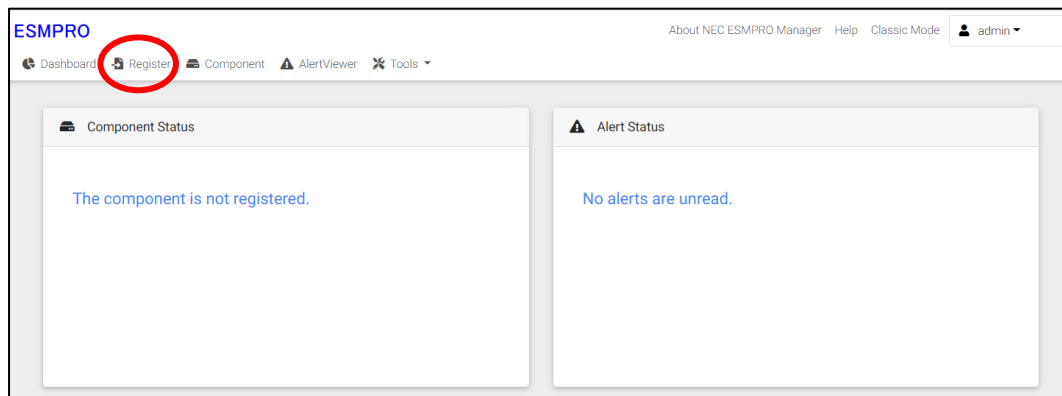 ESMPRO
About NEC ESMPRO Manager Help Classic Mode admin
Dashboard Register Component AlertViewer Tools
Component Status
Alert Status
The component is not registered.
No alerts are unread.